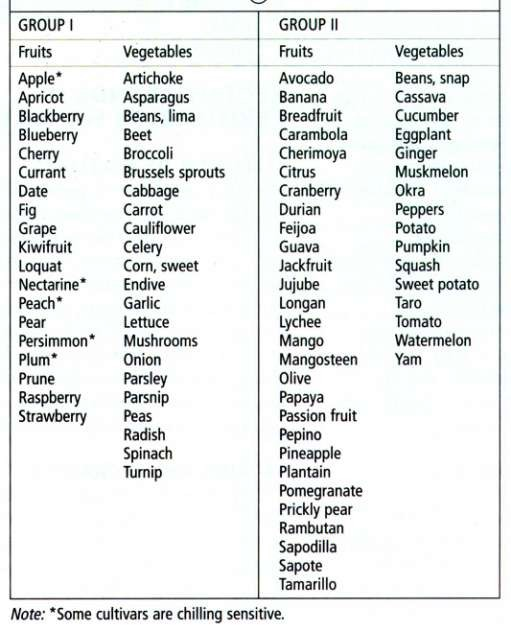 GROUP I GROUP II
Fruits Vegetables Fruits Vegetables
Apple* Artichoke Avocado Beans, snap
Apricot Asparagus Banana Cassava
Blackberry Beans, lima Breadfruit Cucumber
Blueberry Beet Carambola Eggplant
Cherry Broccoli Cherimoya Ginger
Currant Brussels sprouts Citrus Muskmelon
Date Cabbage Cranberry Okra
Fig Carrot Durian Peppers
Grape Cauliflower Feijoa Potato
Kiwifruit Celery Guava Pumpkin
Loquat Corn, sweet Jackfruit Squash
Nectarine* Endive Jujube Sweet potato
Peach* Garlic Longan Taro
Pear Lettuce Lychee Tomato
Persimmon* Mushrooms Mango Watermelon
Plum* Onion Mangosteen Yam
Prune Parsley Olive
Raspberry Parsnip Papaya
Strawberry Peas Passion fruit
Radish Pepino
Spinach Pineapple
Turnip Plantain
Pomegranate
Prickly pear
Rambutan
Sapodilla
Sapote
Tamarillo
Note: *Some cultivars are chilling sensitive.